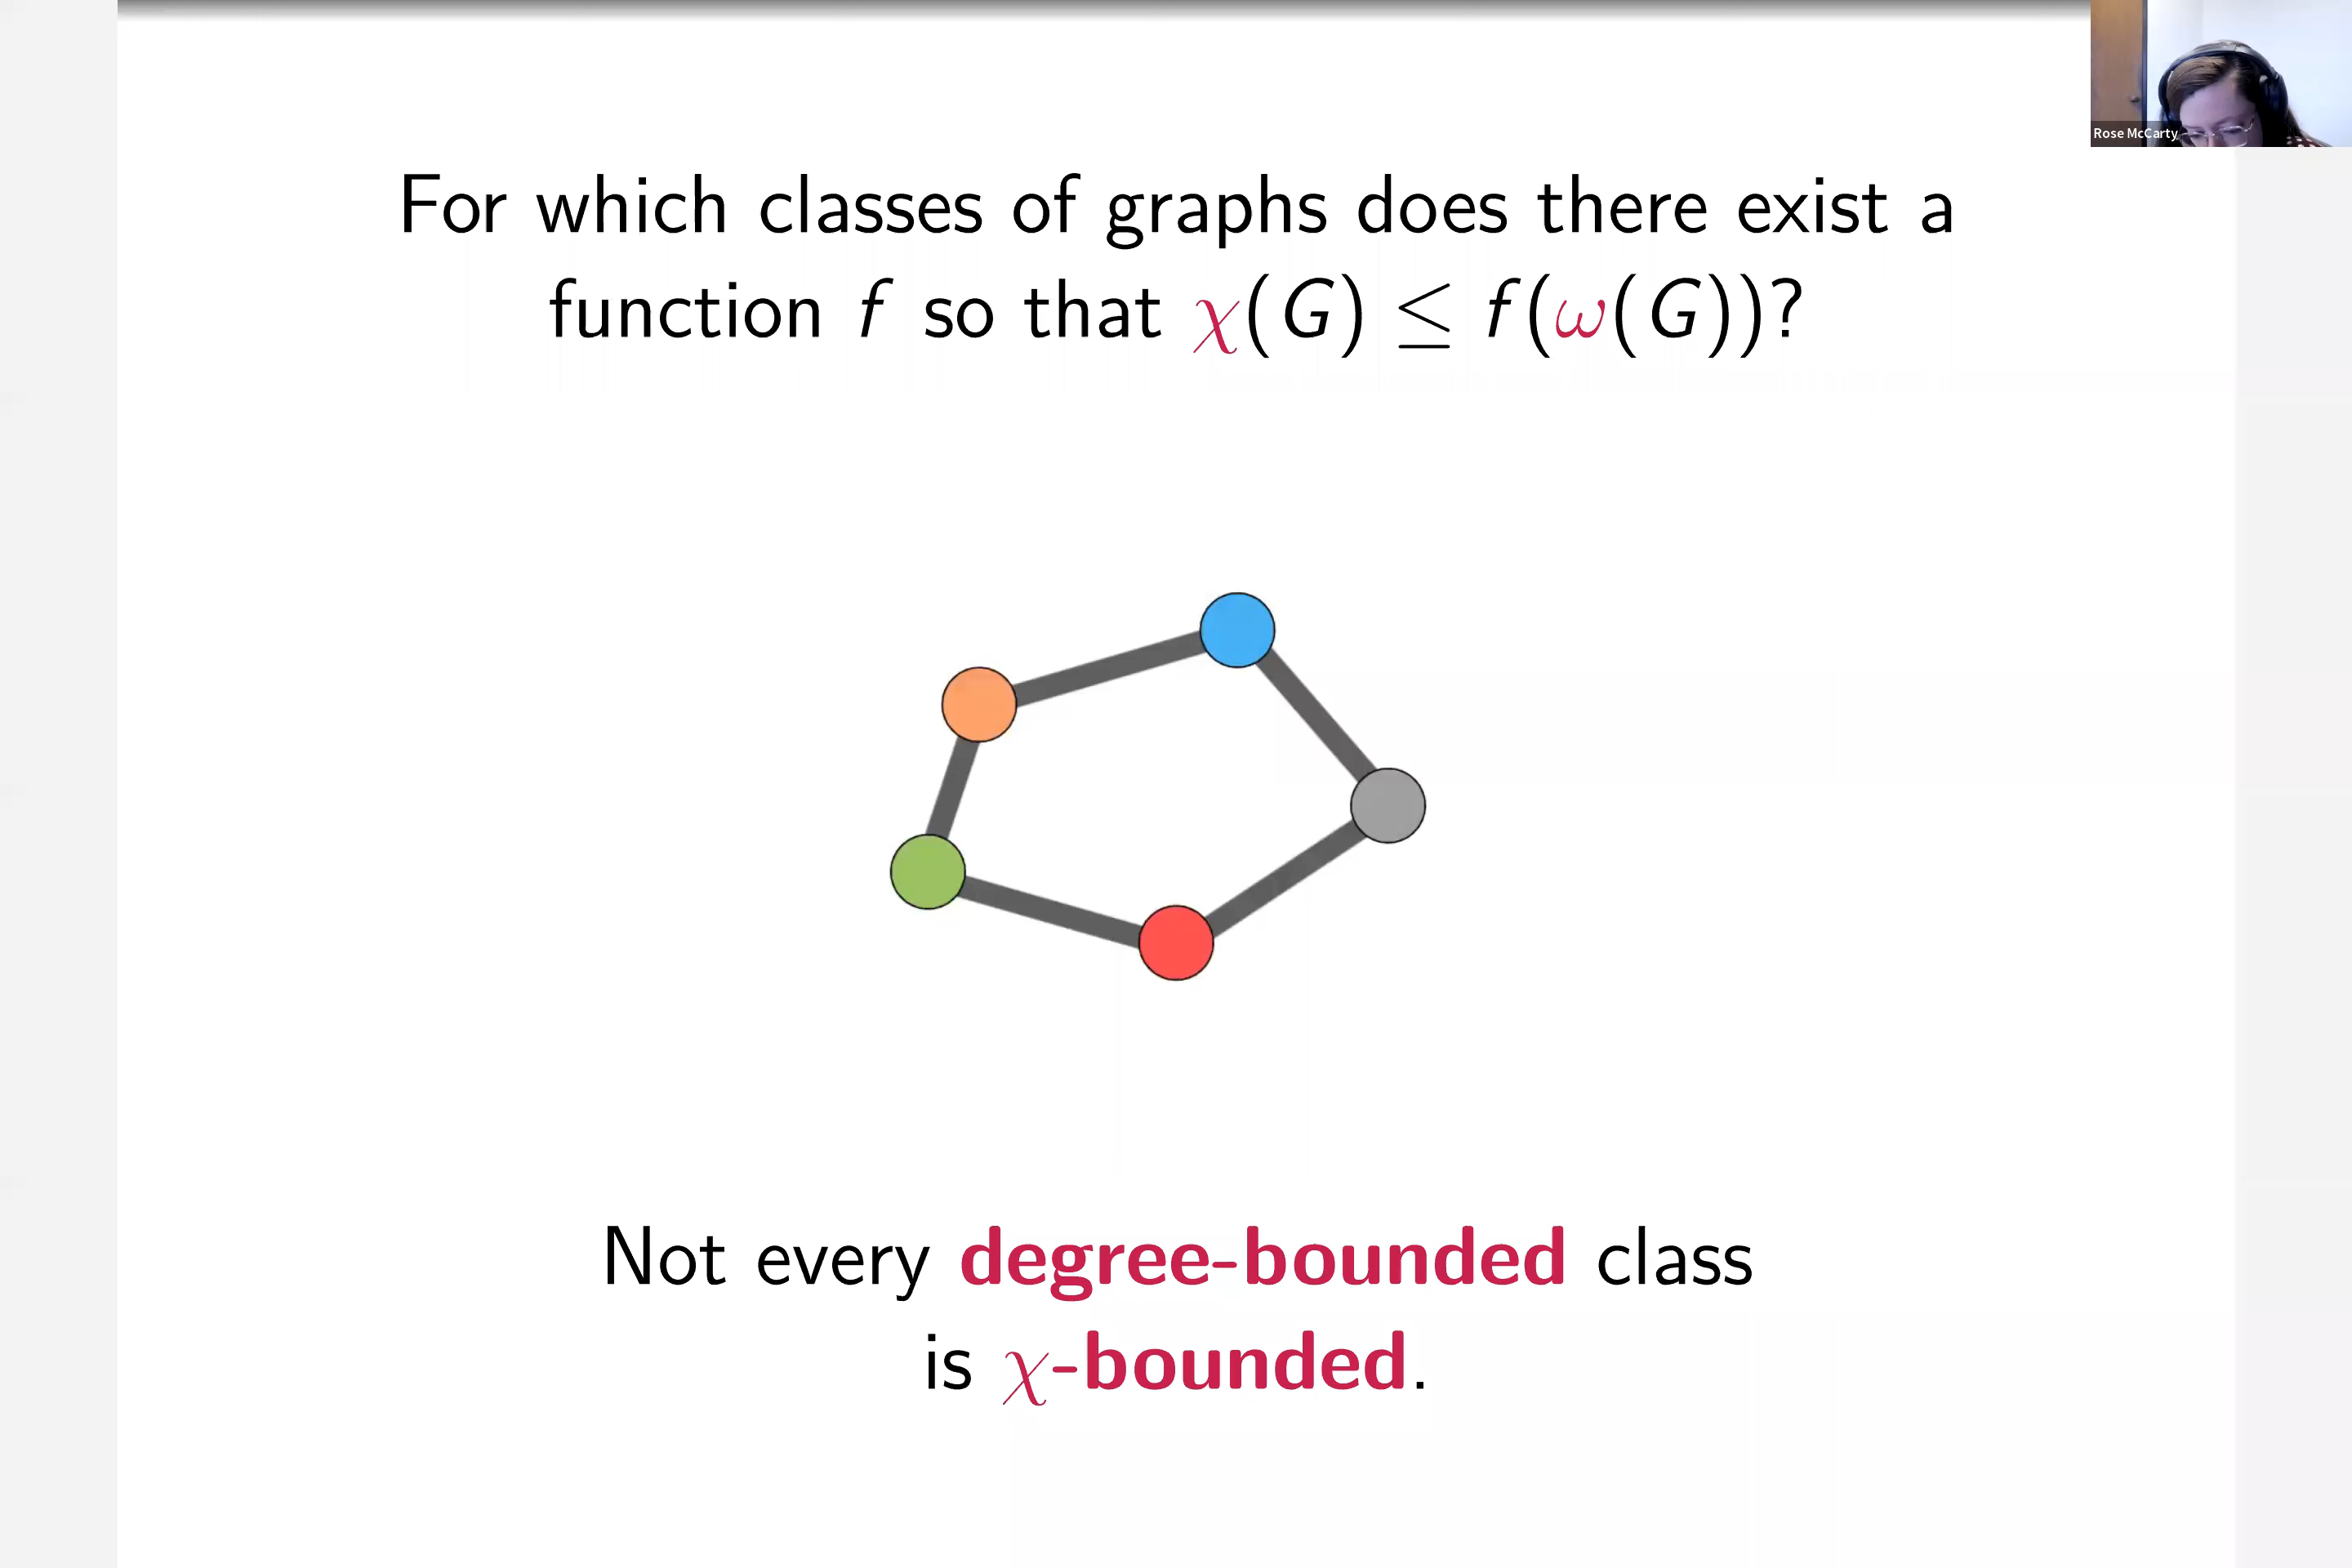 Rose McCarty
For which classes of graphs does there exist a
function f so that χ(G) ≤ f(ω(G))?
Not every degree-bounded class
is χ-bounded.